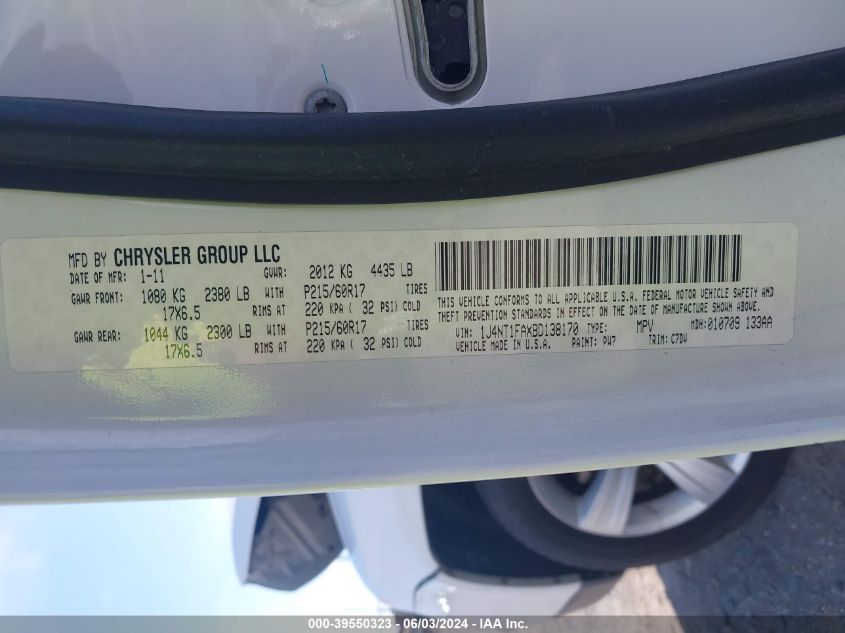 MFD BY CHRYSLER GROUP LLC
DATE OF MFR: 1-11 GVWR: 2012 KG 4435 LB
GAWR FRONT: 1080 KG 2380 LB WITH P215/60R17 TIRES
17X6.5 RIMS AT 220 KPA ( 32 PSI) COLD
GAWR REAR: 1044 KG 2300 LB WITH P215/60R17 TIRES
17X6.5 RIMS AT 220 KPA ( 32 PSI) COLD
THIS VEHICLE CONFORMS TO ALL APPLICABLE U.S.A. FEDERAL MOTOR VEHICLE SAFETY AND
THEFT PREVENTION STANDARDS IN EFFECT ON THE DATE OF MANUFACTURE SHOWN ABOVE.
VIN: 1J4NT1FAXBD138170 TYPE: MPV MDH: 010709 133AA
VEHICLE MADE IN U.S.A. PAINT: PW7 TRIM: C7DV
000-39550323 - 06/03/2024 - IAA Inc.